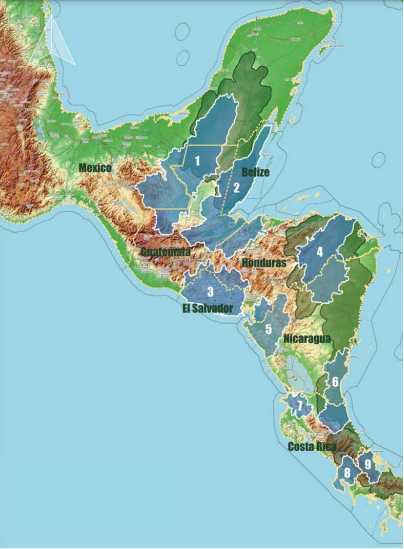 1
Mexico
Belize
2
Guatemala
4
Honduras
3
El Salvador
5
Nicaragua
6
7
Costa Rica
9
8